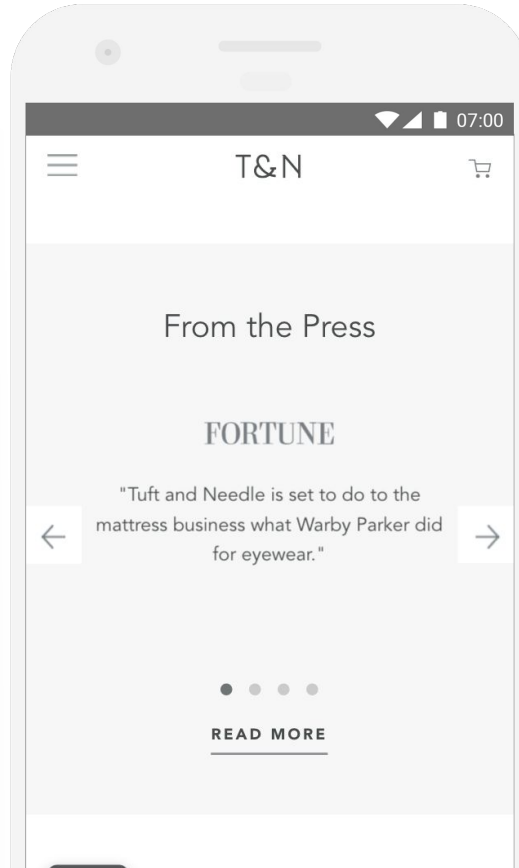 07:00
T&N
From the Press
FORTUNE
"Tuft and Needle is set to do to the
mattress business what Warby Parker did
for eyewear."
READ MORE